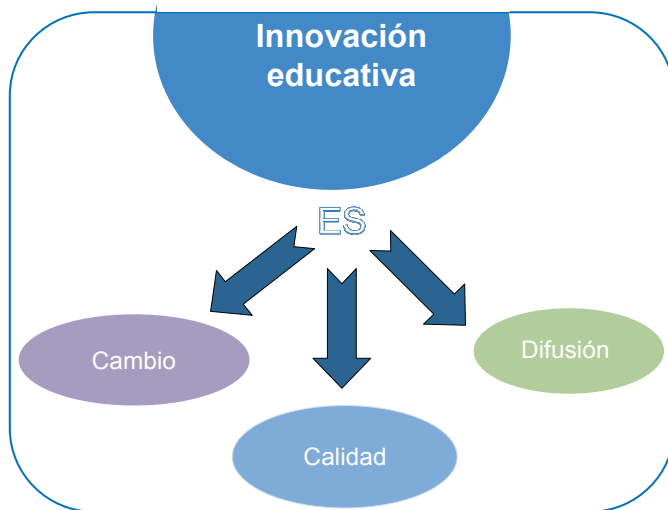 Innovación
educativa
ES
Cambio
Difusión
Calidad